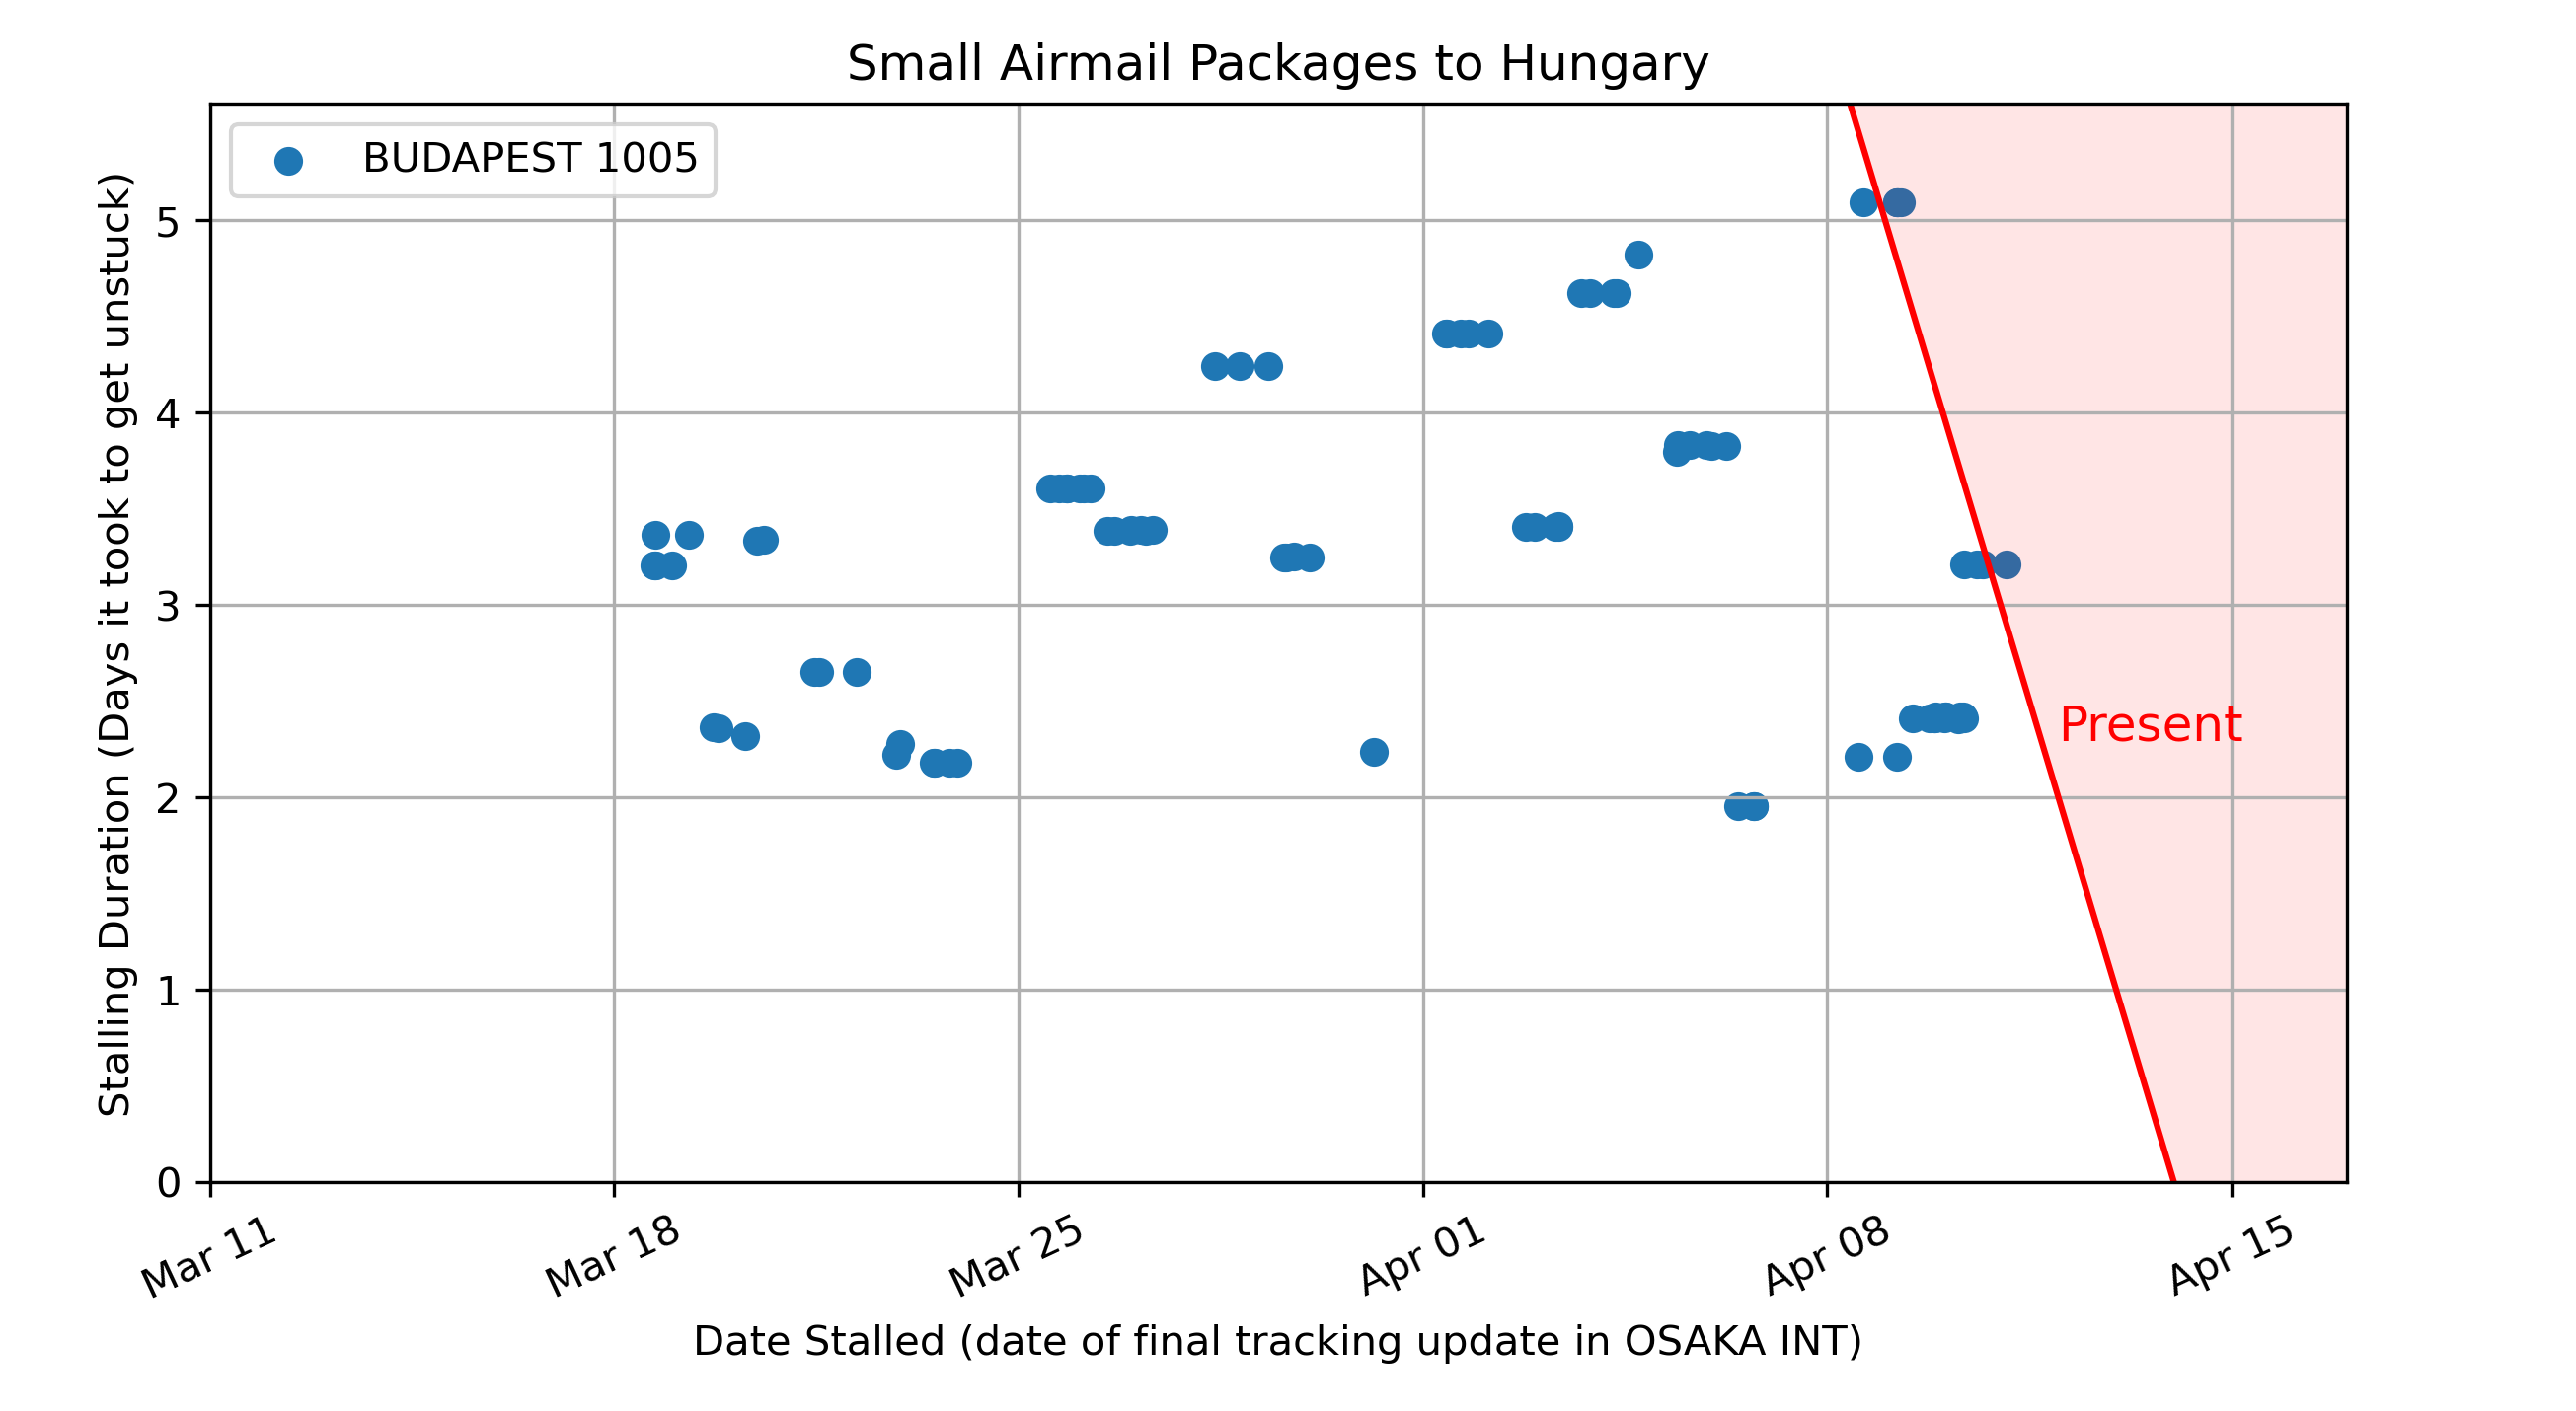 Small Airmail Packages to Hungary
BUDAPEST 1005
Stalling Duration (Days it took to get unstuck)
5
4
3
2
1
0
Present
Mar 11
Mar 18
Mar 25
Apr 01
Apr 08
Apr 15
Date Stalled (date of final tracking update in OSAKA INT)